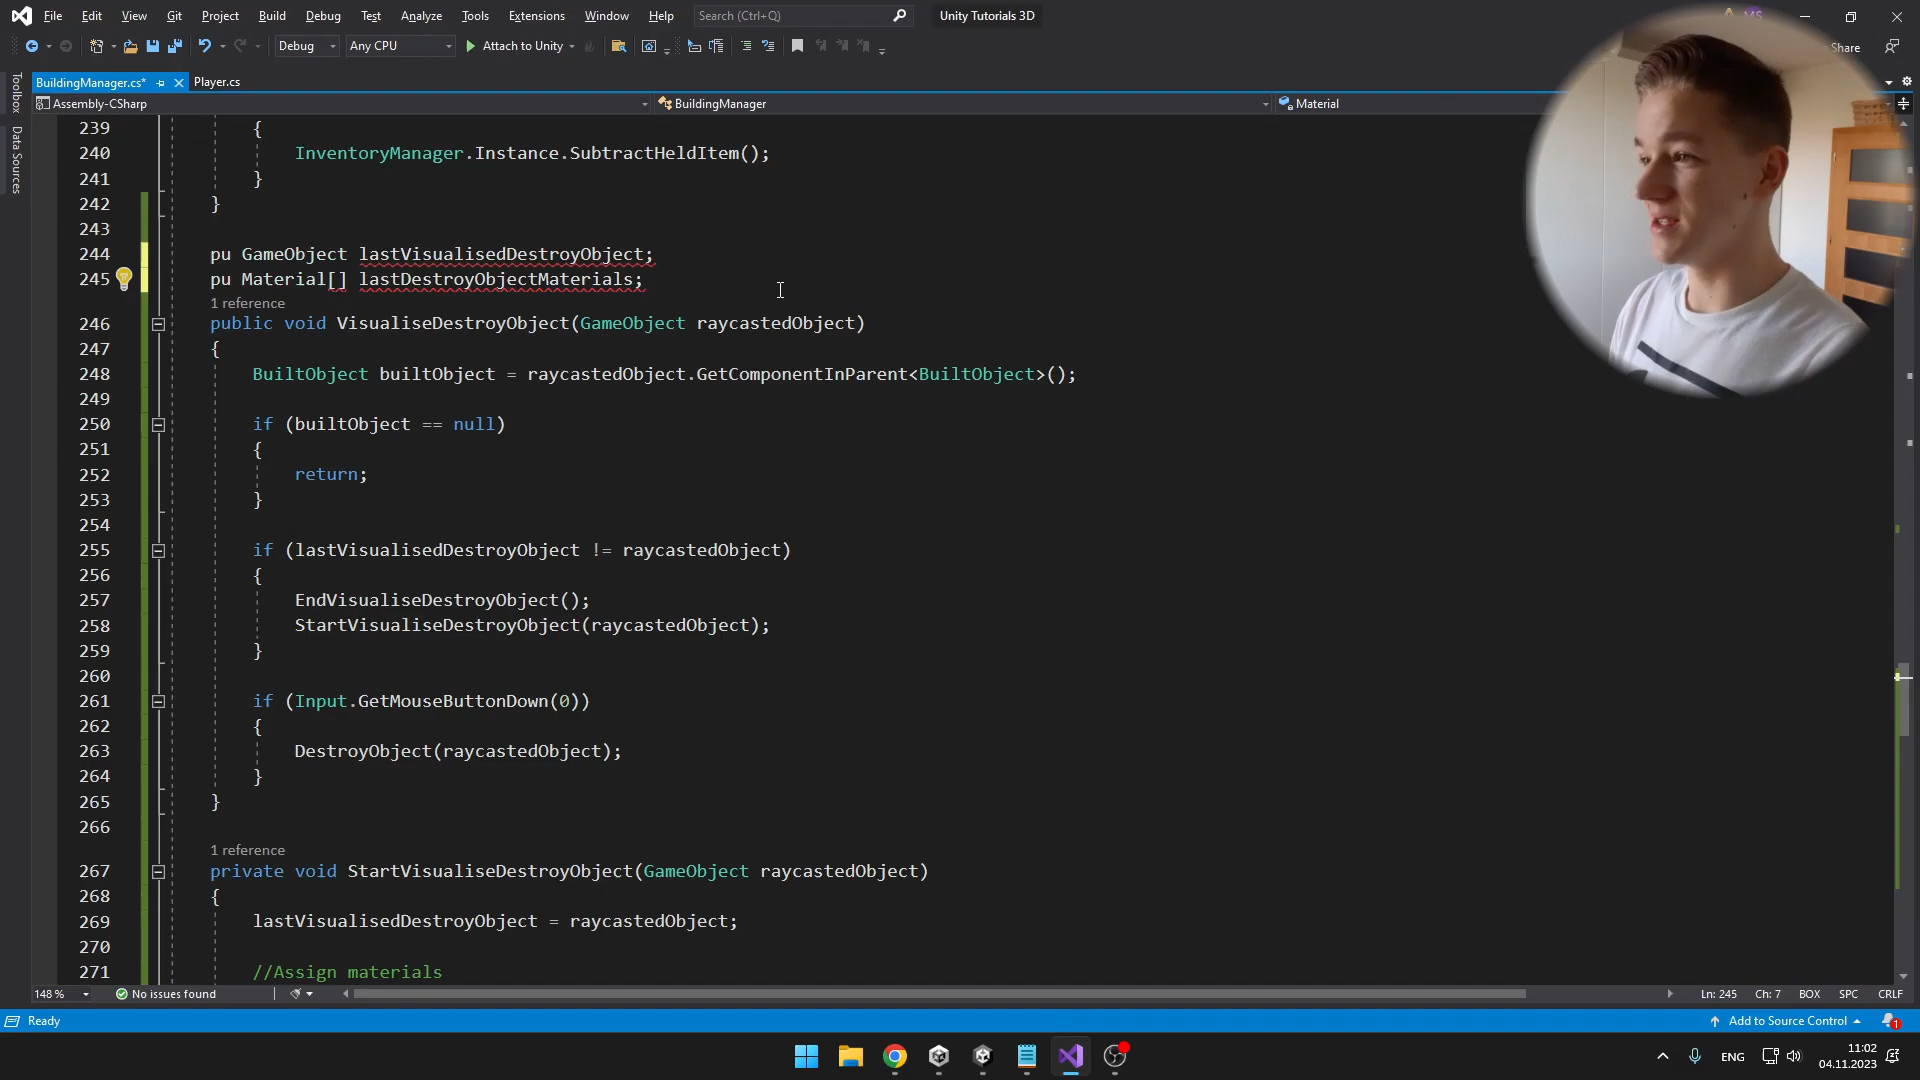 File Edit View Git Project Build Debug Test Analyze Tools Extensions Window Help Search (Ctrl+Q) Unity Tutorials 3D MS
Debug Any CPU Attach to Unity Share
Toolbox
Data Sources
BuildingManager.cs* Player.cs
Assembly-CSharp BuildingManager Material
239 {
240 InventoryManager.Instance.SubtractHeldItem();
241 }
242 }
243
244 pu GameObject lastVisualisedDestroyObject;
245 pu Material[] lastDestroyObjectMaterials;
1 reference
246 public void VisualiseDestroyObject(GameObject raycastedObject)
247 {
248 BuiltObject builtObject = raycastedObject.GetComponentInParent<BuiltObject>();
249
250 if (builtObject == null)
251 {
252 return;
253 }
254
255 if (lastVisualisedDestroyObject != raycastedObject)
256 {
257 EndVisualiseDestroyObject();
258 StartVisualiseDestroyObject(raycastedObject);
259 }
260
261 if (Input.GetMouseButtonDown(0))
262 {
263 DestroyObject(raycastedObject);
264 }
265 }
266
1 reference
267 private void StartVisualiseDestroyObject(GameObject raycastedObject)
268 {
269 lastVisualisedDestroyObject = raycastedObject;
270
271 //Assign materials
148 % No issues found Ln: 245 Ch: 7 BOX SPC CRLF
Ready Add to Source Control 1
ENG 11:02
04.11.2023